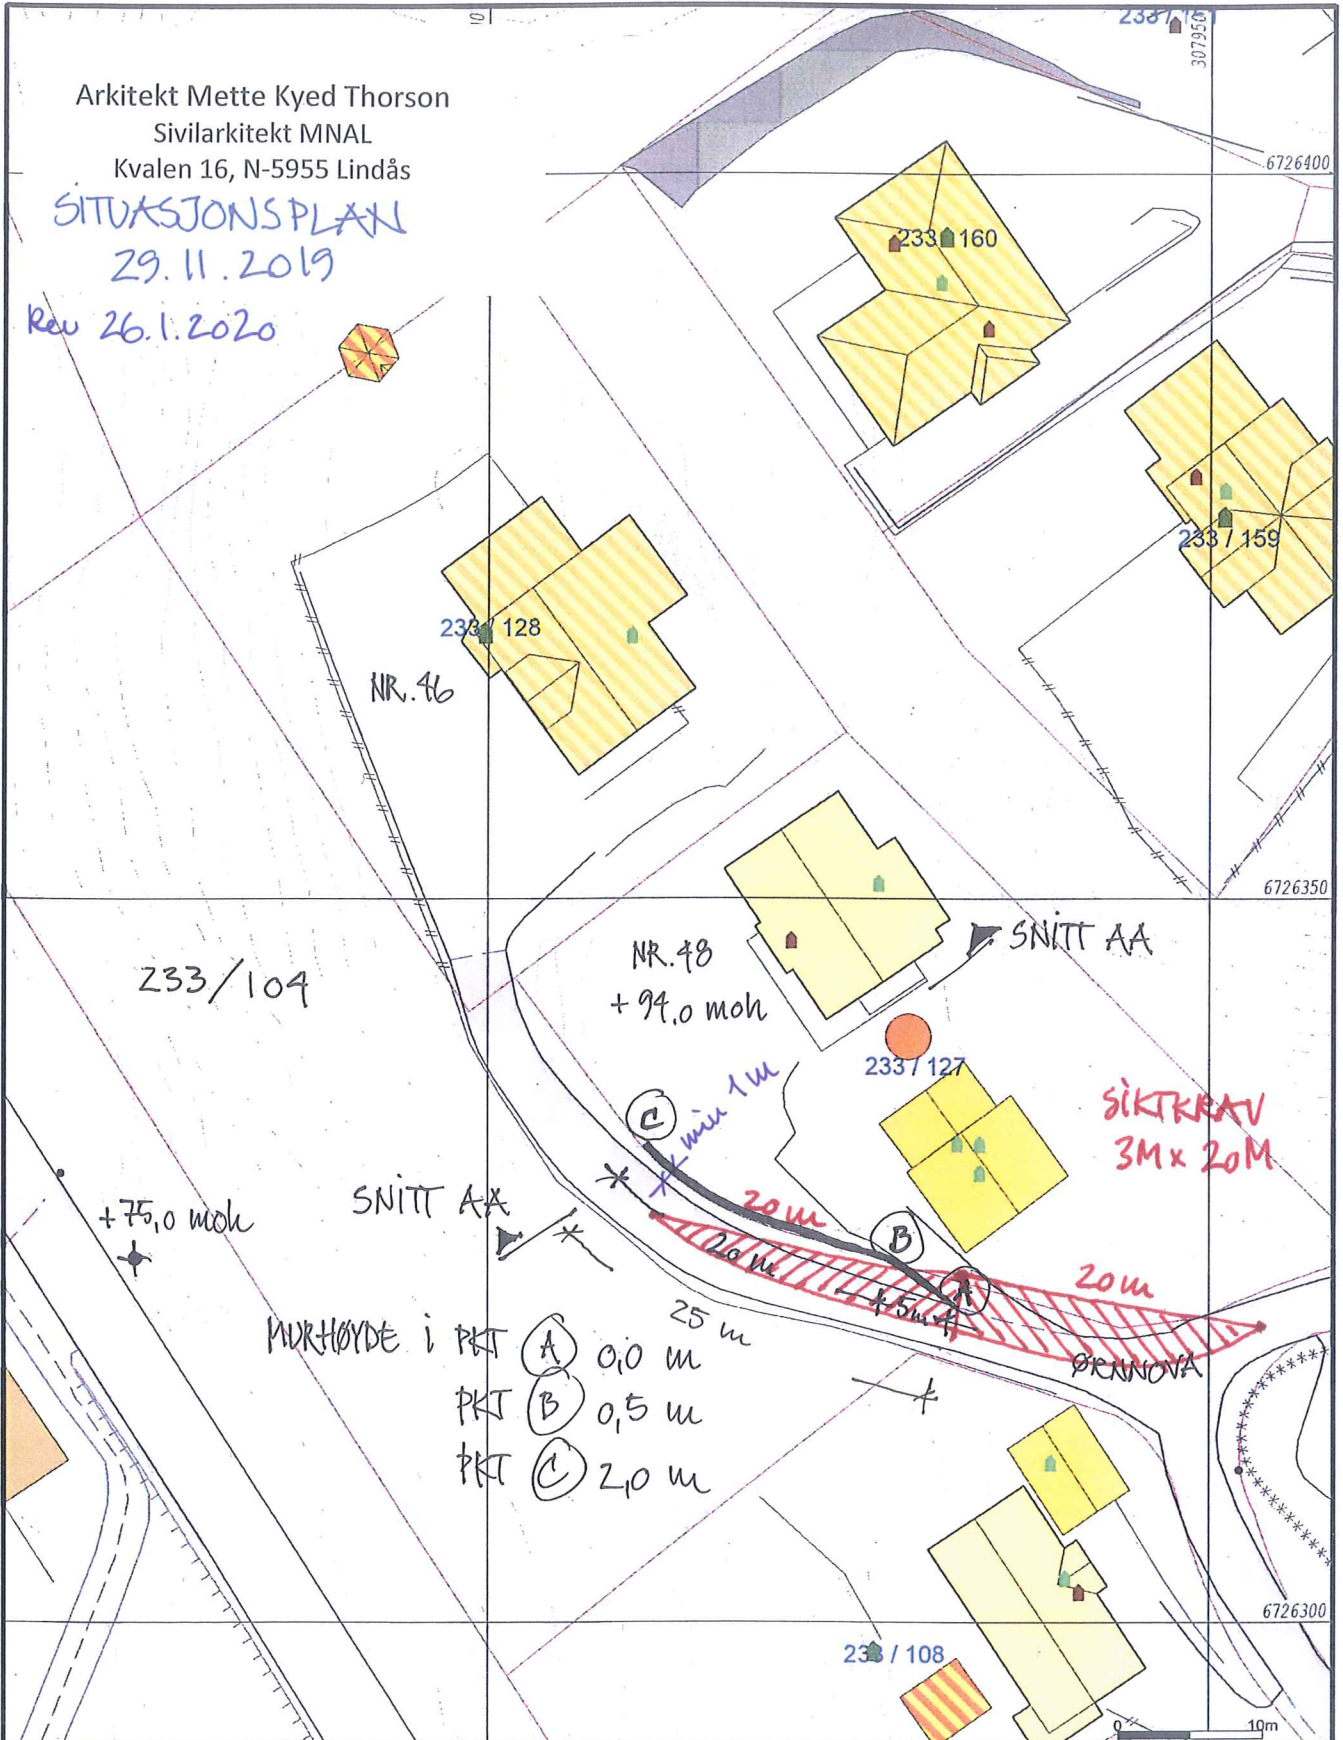 Arkitekt Mette Kyed Thorson
Sivilarkitekt MNAL
Kvalen 16, N-5955 Lindås
SITUASJONSPLAN
29.11.2019
Rev 26.1.2020
307950
6726400
233 160
233 / 159
233 / 128
NR. 46
6726350
SNITT AA
NR. 48
+ 94,0 moh
233/104
233 / 127
C
min 1 m
SIKTKRAV
3M x 20M
SNITT AA
+75,0 moh
20 m
B
20 m
A
20 m
5m
25 m
MURHØYDE i PKT A 0,0 m
PKT B 0,5 m
PKT C 2,0 m
ØRNNOVA
6726300
233 / 108
0 10m